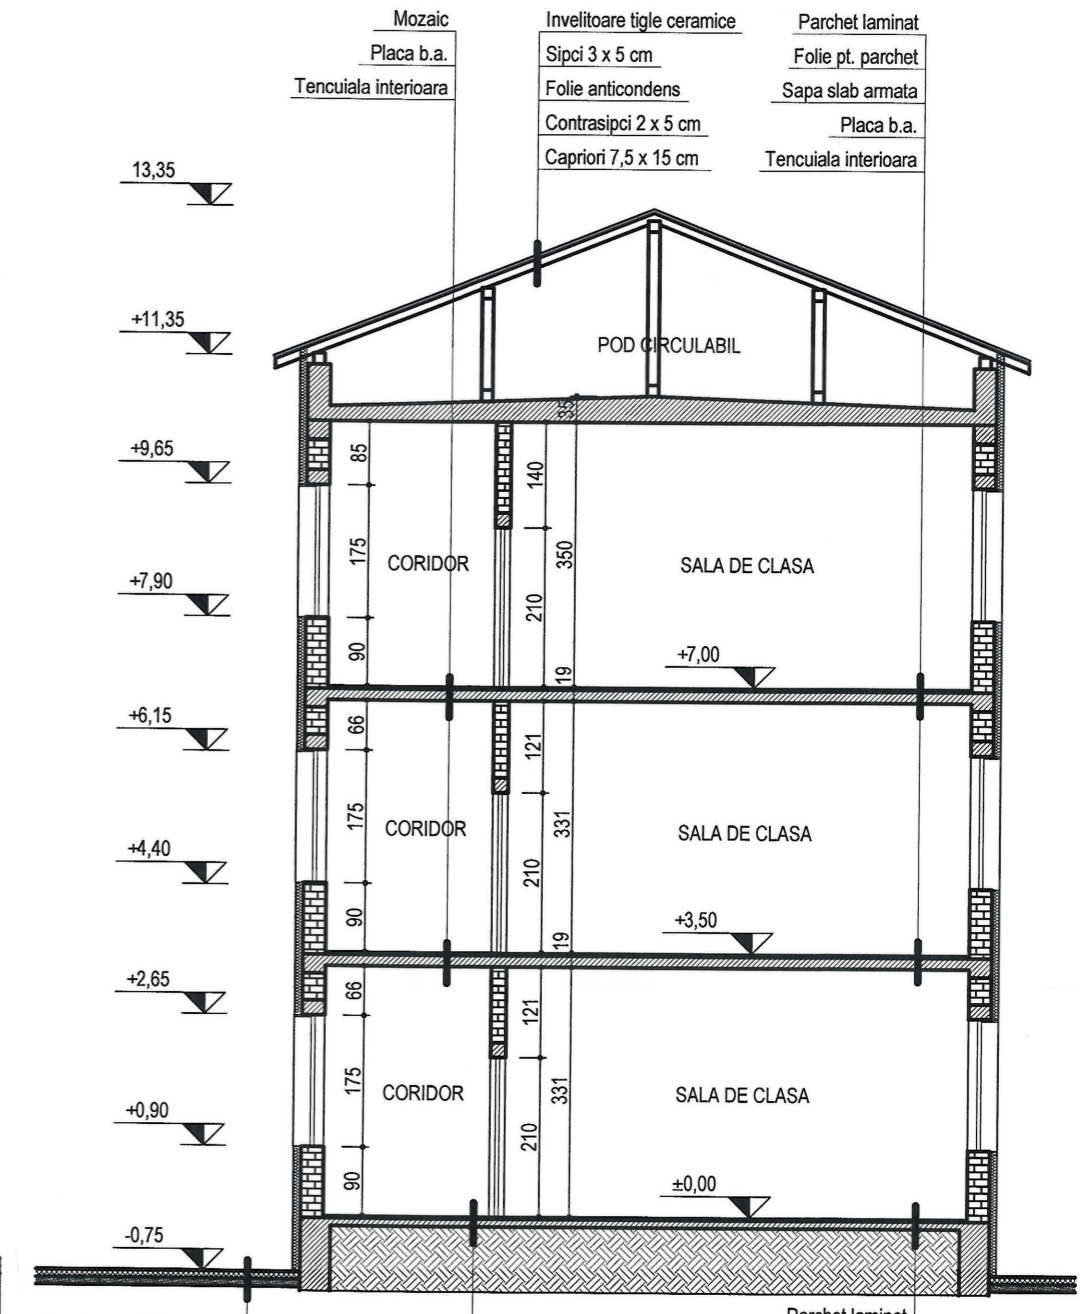 Mozaic
Placa b.a.
Tencuiala interioara
Invelitoare tigle ceramice
Sipci 3 x 5 cm
Folie anticondens
Contrasipci 2 x 5 cm
Capriori 7,5 x 15 cm
Parchet laminat
Folie pt. parchet
Sapa slab armata
Placa b.a.
Tencuiala interioara
13,35
+11,35
POD CIRCULABIL
35
+9,65
85
140
175
CORIDOR
350
SALA DE CLASA
+7,90
210
90
19
+7,00
+6,15
66
121
175
CORIDOR
331
SALA DE CLASA
+4,40
210
90
19
+3,50
+2,65
66
121
175
CORIDOR
331
SALA DE CLASA
+0,90
210
90
±0,00
-0,75
Parchet laminat